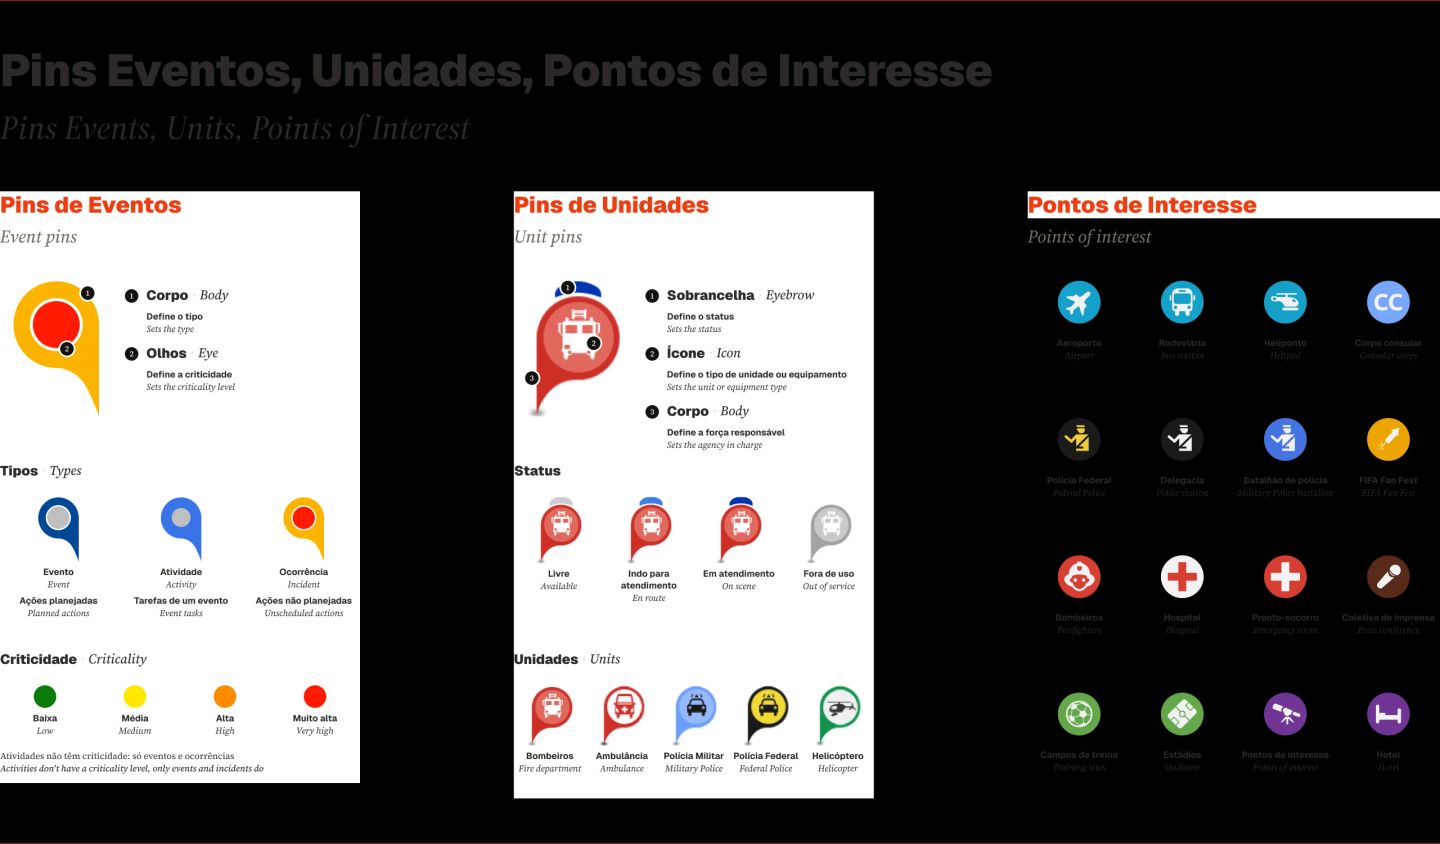 Pins Eventos, Unidades, Pontos de Interesse
Pins Events, Units, Points of Interest
Pins de Eventos
Event pins
1
2
1 Corpo · Body
Define o tipo
Sets the type
2 Olhos · Eye
Define a criticidade
Sets the criticality level
Tipos · Types
Evento
Event
Ações planejadas
Planned actions
Atividade
Activity
Tarefas de um evento
Event tasks
Ocorrência
Incident
Ações não planejadas
Unscheduled actions
Criticidade · Criticality
Baixa
Low
Média
Medium
Alta
High
Muito alta
Very high
Atividades não têm criticidade: só eventos e ocorrências
Activities don't have a criticality level, only events and incidents do
Pins de Unidades
Unit pins
1
2
3
1 Sobrancelha · Eyebrow
Define o status
Sets the status
2 Ícone · Icon
Define o tipo de unidade ou equipamento
Sets the unit or equipment type
3 Corpo · Body
Define a força responsável
Sets the agency in charge
Status
Livre
Available
Indo para
atendimento
En route
Em atendimento
On scene
Fora de uso
Out of service
Unidades · Units
Bombeiros
Fire department
Ambulância
Ambulance
Polícia Militar
Military Police
Polícia Federal
Federal Police
Helicóptero
Helicopter
Pontos de Interesse
Points of interest
Aeroporto
Airport
Rodoviária
Bus station
Heliponto
Helipad
CC
Corpo consular
Consular corps
Polícia Federal
Federal Police
Delegacia
Police station
Batalhão de polícia
Military Police battalion
FIFA Fan Fest
FIFA Fan Fest
Bombeiros
Firefighters
Hospital
Hospital
Pronto-socorro
Emergency room
Coletiva de imprensa
Press conference
Campos de treino
Training sites
Estádios
Stadiums
Pontos de interesse
Points of interest
Hotel
Hotel